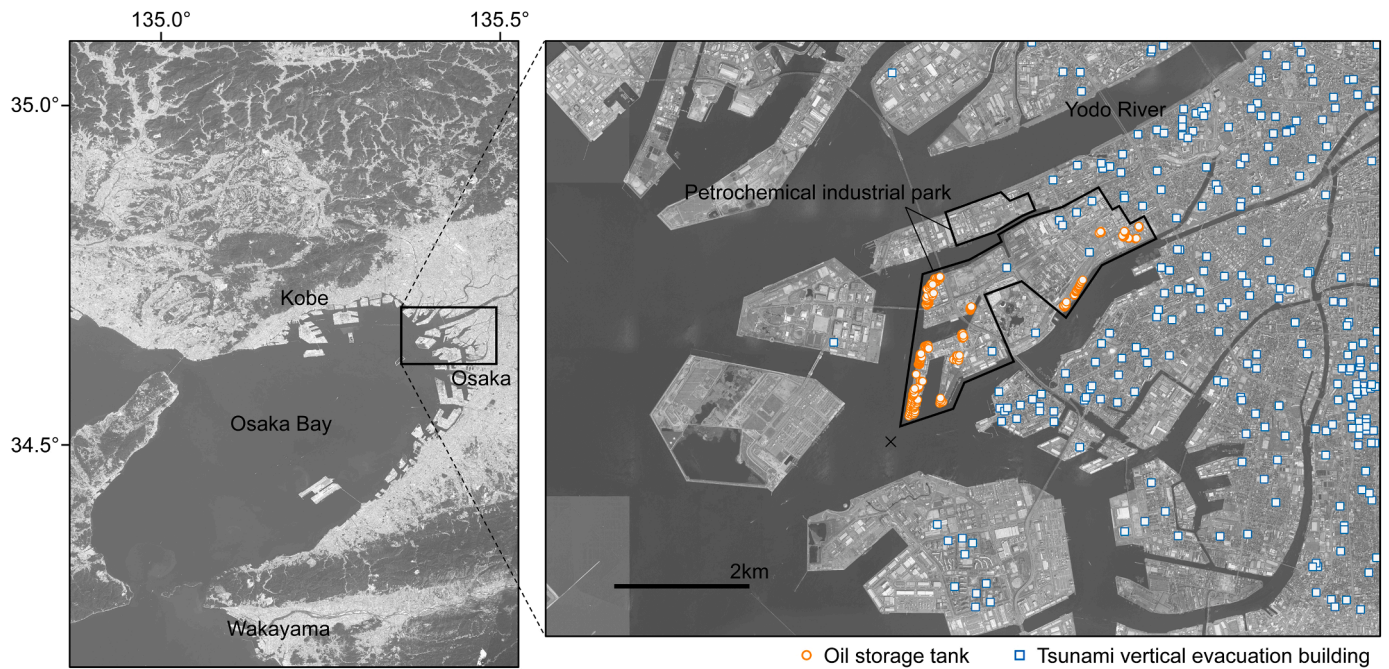 135.0°
135.5°
35.0°
34.5°
Kobe
Osaka
Osaka Bay
Wakayama
Yodo River
Petrochemical industrial park
2km
Oil storage tank
Tsunami vertical evacuation building